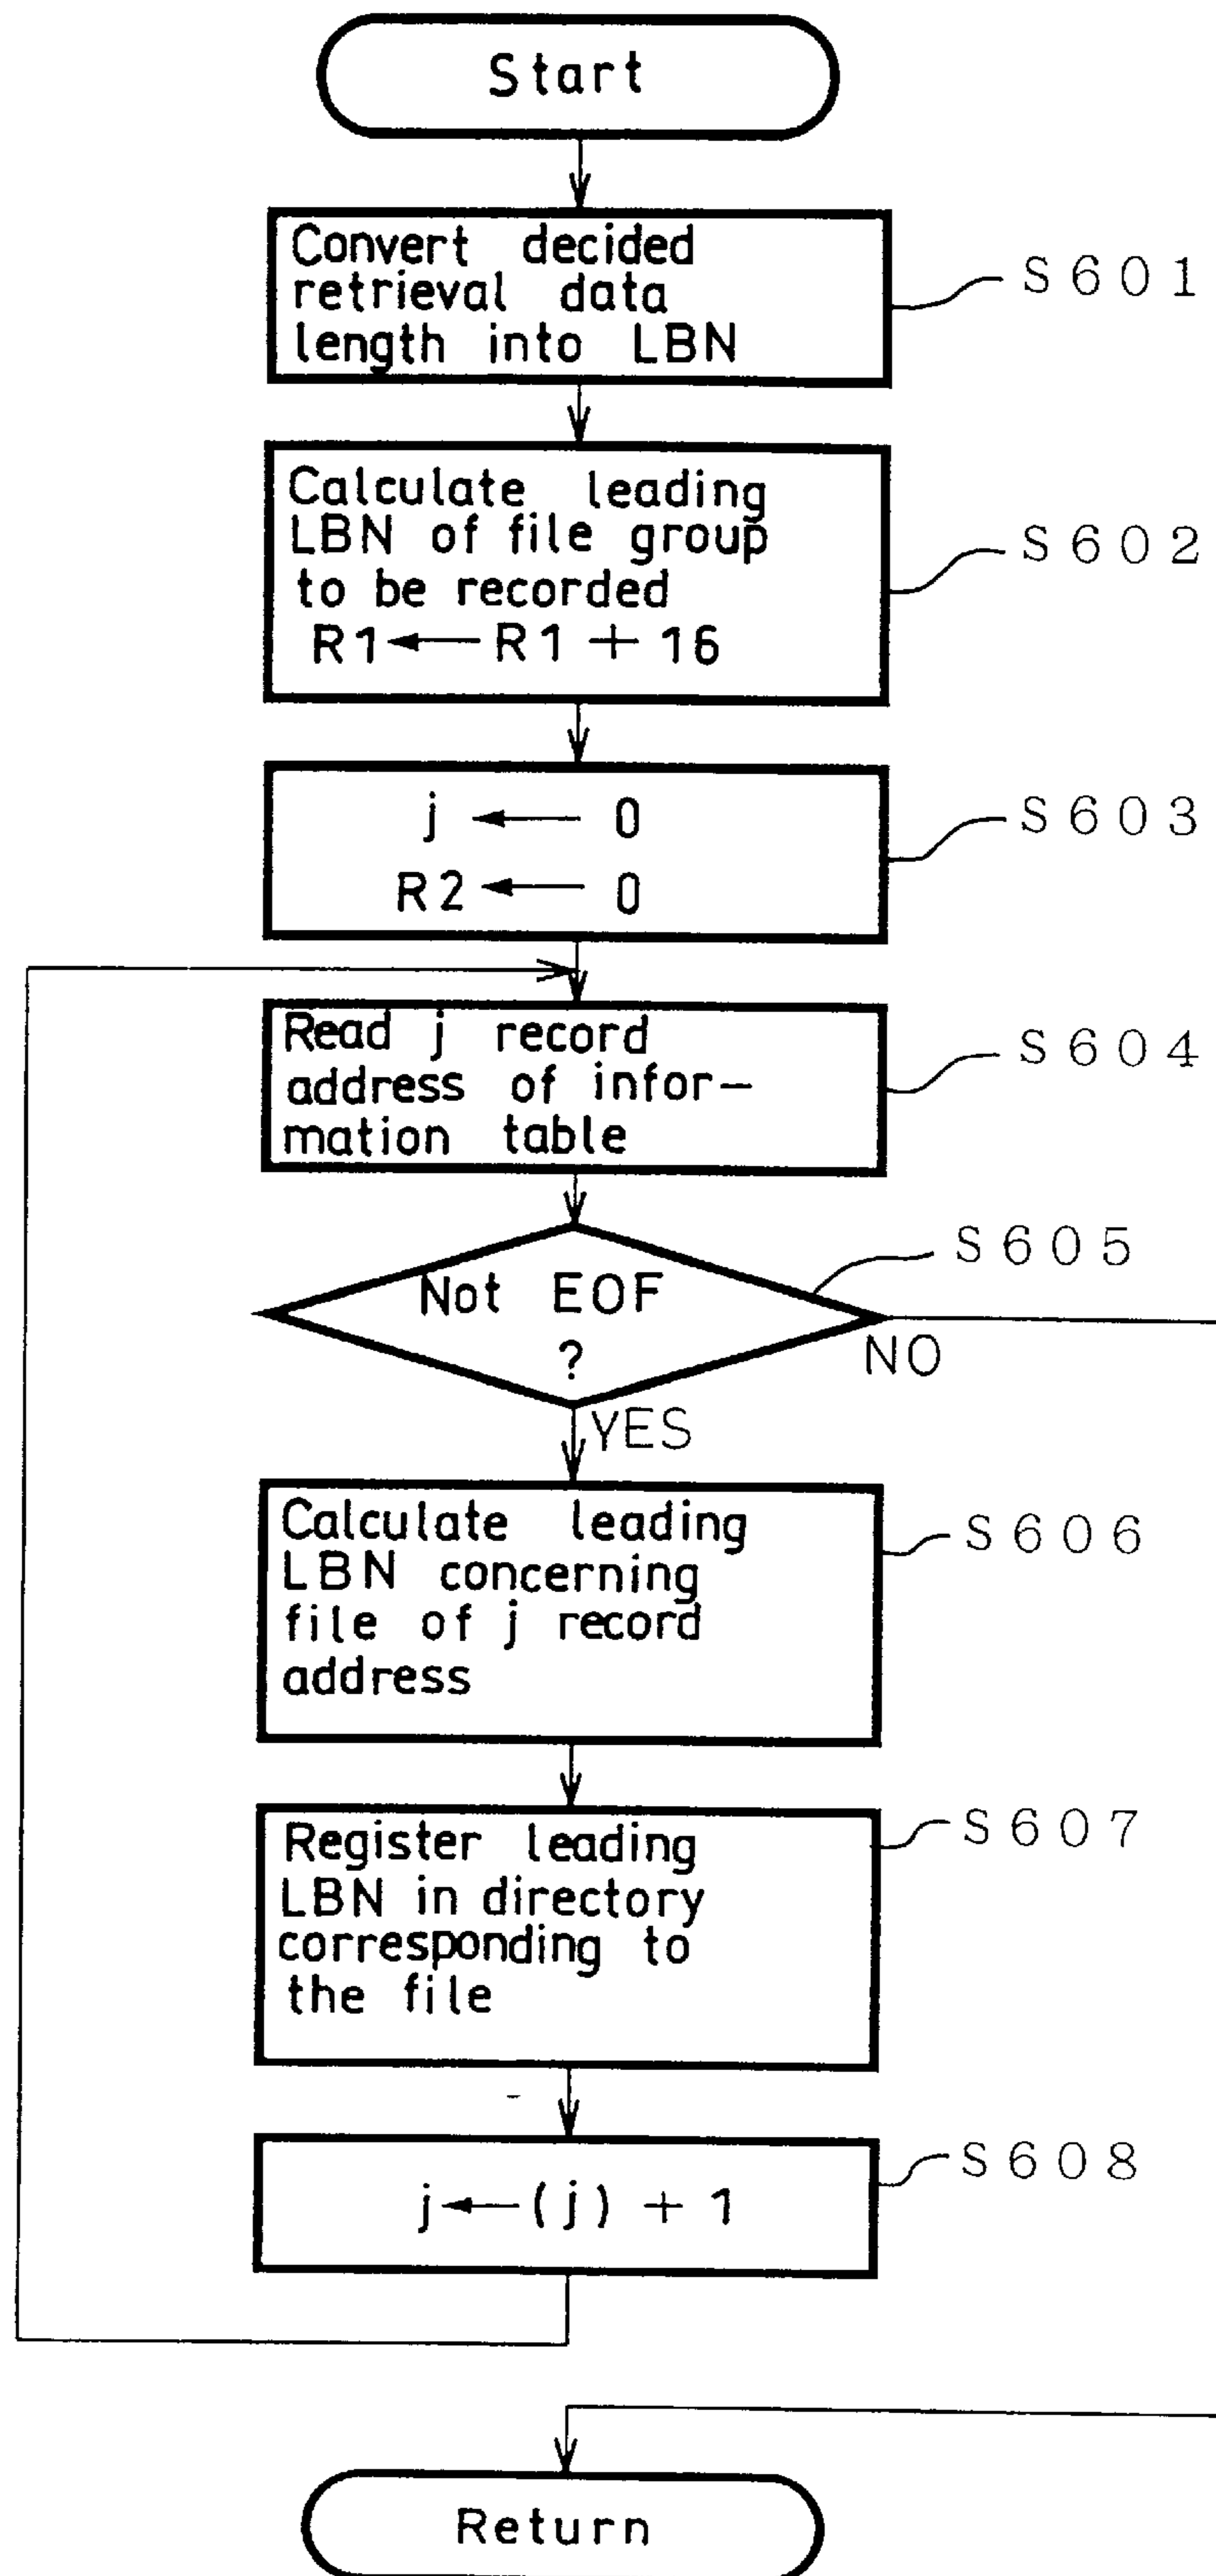 Start
Convert decided
retrieval data
length into LBN
S601
Calculate leading
LBN of file group
to be recorded
R1 ← R1 + 16
S602
j ← 0
R2 ← 0
S603
Read j record
address of infor-
mation table
S604
Not EOF
?
S605
NO
YES
Calculate leading
LBN concerning
file of j record
address
S606
Register leading
LBN in directory
corresponding to
the file
S607
j ← (j) + 1
S608
Return